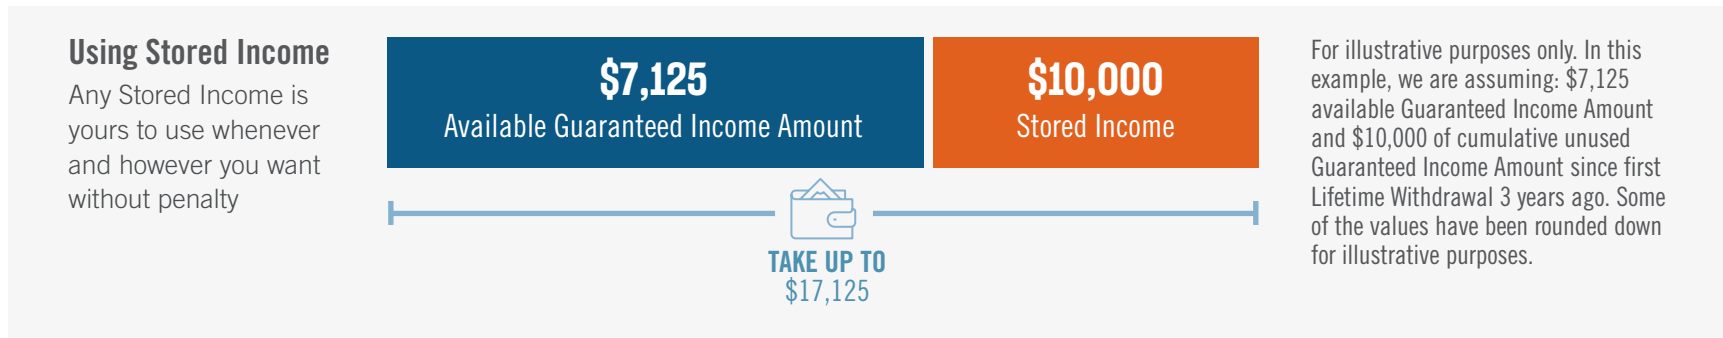 Using Stored Income
Any Stored Income is
yours to use whenever
and however you want
without penalty
$7,125
Available Guaranteed Income Amount
$10,000
Stored Income
TAKE UP TO
$17,125
For illustrative purposes only. In this
example, we are assuming: $7,125
available Guaranteed Income Amount
and $10,000 of cumulative unused
Guaranteed Income Amount since first
Lifetime Withdrawal 3 years ago. Some
of the values have been rounded down
for illustrative purposes.